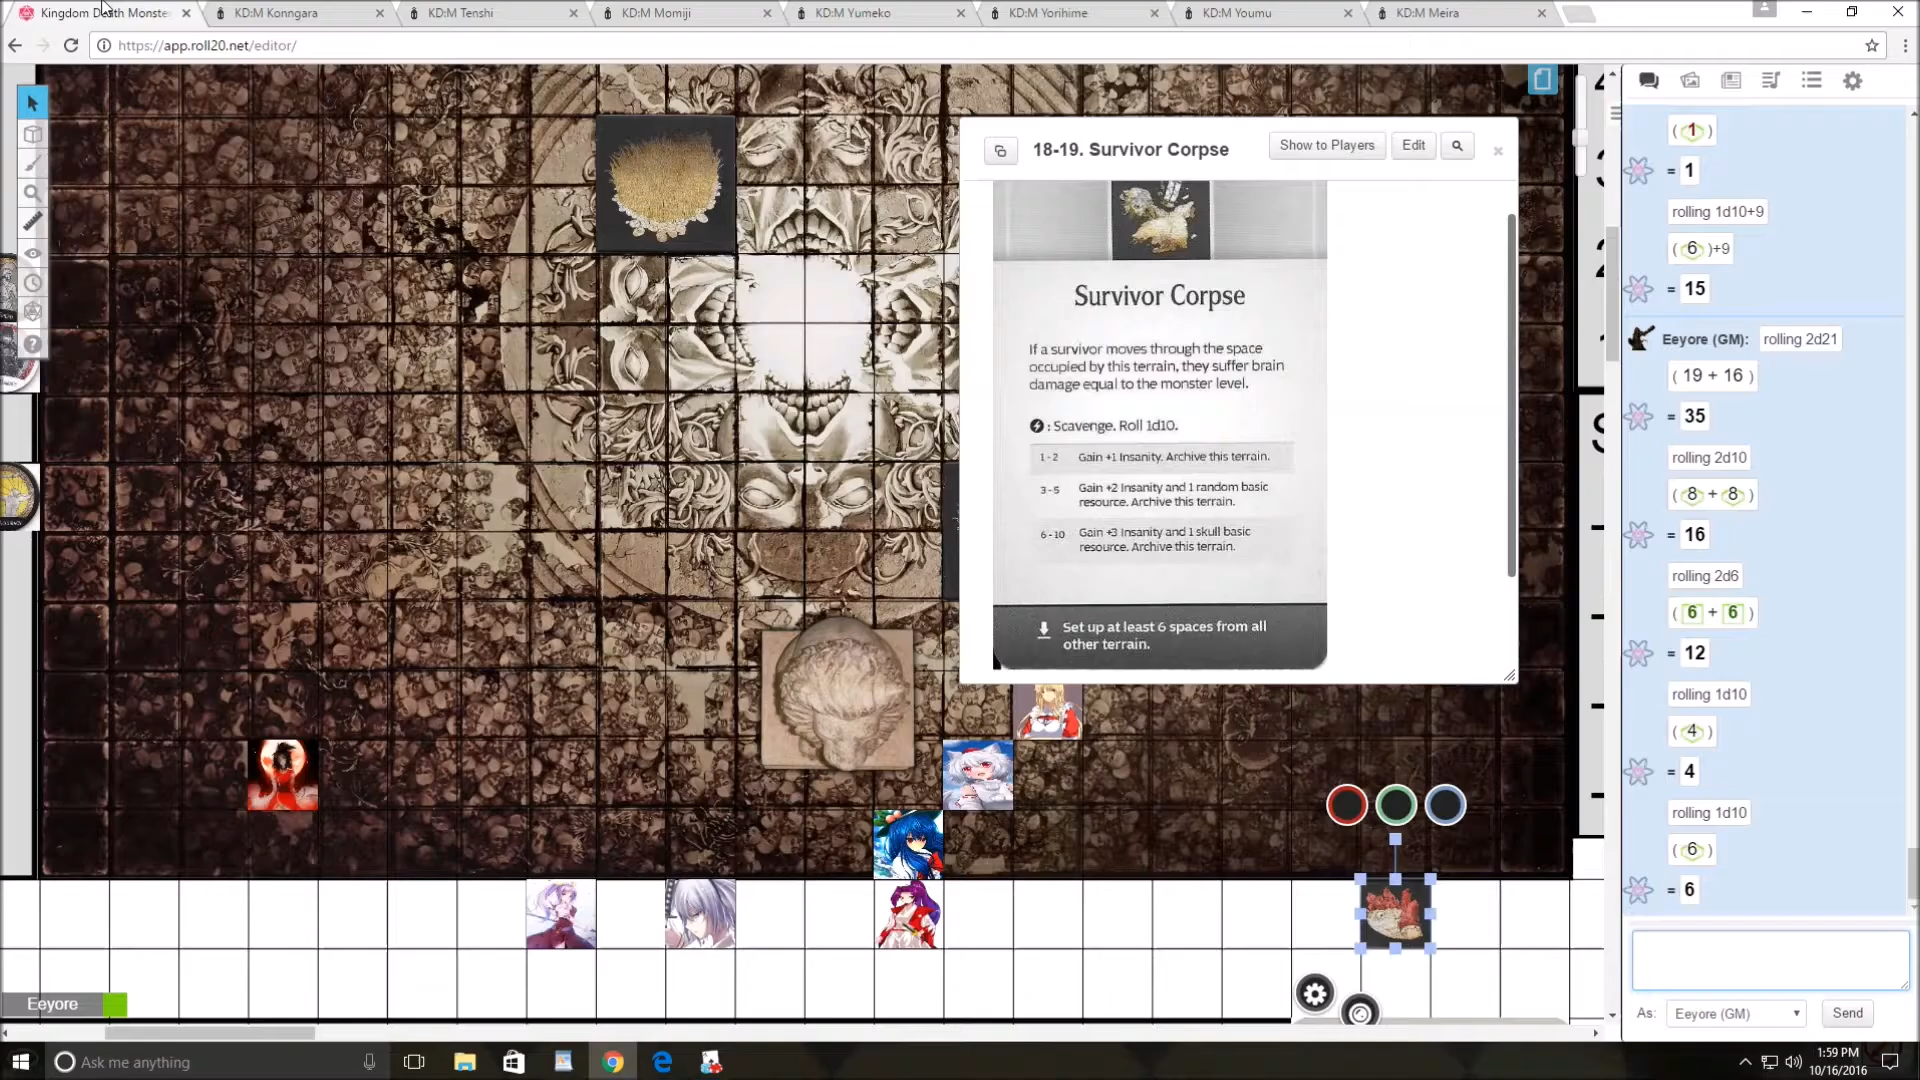 Kingdom Death Monste
KD:M Konngara
KD:M Tenshi
KD:M Momiji
KD:M Yumeko
KD:M Yorihime
KD:M Youmu
KD:M Meira
https://app.roll20.net/editor/
18-19. Survivor Corpse
Show to Players
Edit
Survivor Corpse
If a survivor moves through the space
occupied by this terrain, they suffer brain
damage equal to the monster level.
: Scavenge. Roll 1d10.
1-2 Gain +1 Insanity. Archive this terrain.
3-5 Gain +2 Insanity and 1 random basic
resource. Archive this terrain.
6-10 Gain +3 Insanity and 1 skull basic
resource. Archive this terrain.
Set up at least 6 spaces from all
other terrain.
(1)
= 1
rolling 1d10+9
(6)+9
= 15
Eeyore (GM): rolling 2d21
(19 + 16)
= 35
rolling 2d10
(8 + 8)
= 16
rolling 2d6
(6 + 6)
= 12
rolling 1d10
(4)
= 4
rolling 1d10
(6)
= 6
As: Eeyore (GM)
Send
Eeyore
Ask me anything
1:59 PM
10/16/2016